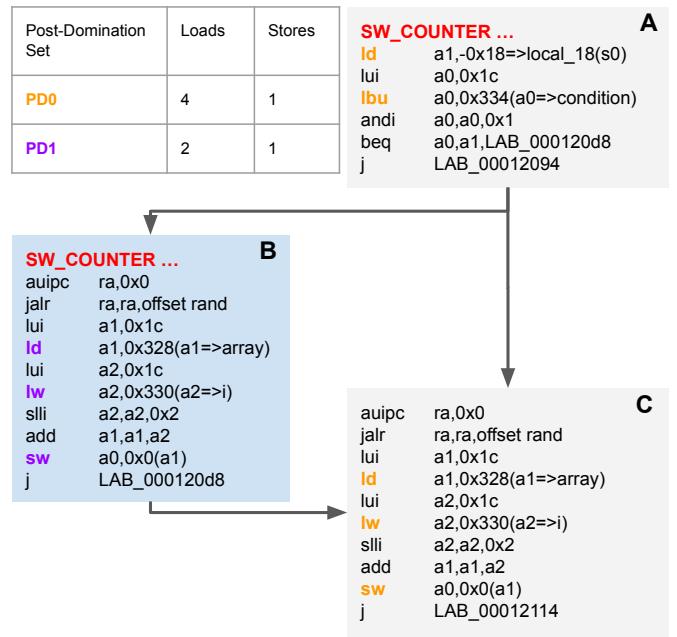 Post-Domination Set Loads Stores
PD0 4 1
PD1 2 1
A
SW_COUNTER ...
ld a1,-0x18=>local_18(s0)
lui a0,0x1c
lbu a0,0x334(a0=>condition)
andi a0,a0,0x1
beq a0,a1,LAB_000120d8
j LAB_00012094
B
SW_COUNTER ...
auipc ra,0x0
jalr ra,ra,offset rand
lui a1,0x1c
ld a1,0x328(a1=>array)
lui a2,0x1c
lw a2,0x330(a2=>i)
slli a2,a2,0x2
add a1,a1,a2
sw a0,0x0(a1)
j LAB_000120d8
C
auipc ra,0x0
jalr ra,ra,offset rand
lui a1,0x1c
ld a1,0x328(a1=>array)
lui a2,0x1c
lw a2,0x330(a2=>i)
slli a2,a2,0x2
add a1,a1,a2
sw a0,0x0(a1)
j LAB_00012114